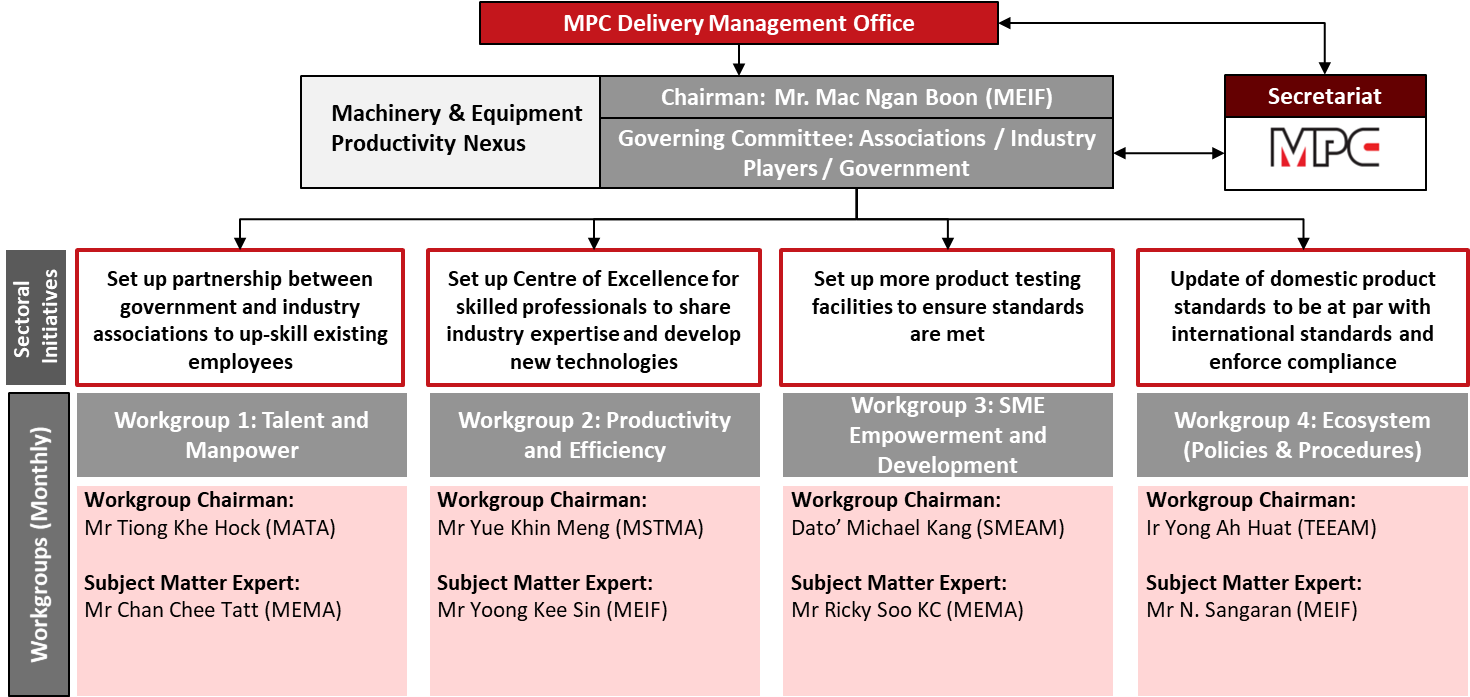 MPC Delivery Management Office
Machinery & Equipment
Productivity Nexus
Chairman: Mr. Mac Ngan Boon (MEIF)
Governing Committee: Associations / Industry
Players / Government
Secretariat
MPC
Sectoral
Initiatives
Set up partnership between
government and industry
associations to up-skill existing
employees
Set up Centre of Excellence for
skilled professionals to share
industry expertise and develop
new technologies
Set up more product testing
facilities to ensure standards
are met
Update of domestic product
standards to be at par with
international standards and
enforce compliance
Workgroups (Monthly)
Workgroup 1: Talent and
Manpower
Workgroup Chairman:
Mr Tiong Khe Hock (MATA)
Subject Matter Expert:
Mr Chan Chee Tatt (MEMA)
Workgroup 2: Productivity
and Efficiency
Workgroup Chairman:
Mr Yue Khin Meng (MSTMA)
Subject Matter Expert:
Mr Yoong Kee Sin (MEIF)
Workgroup 3: SME
Empowerment and
Development
Workgroup Chairman:
Dato’ Michael Kang (SMEAM)
Subject Matter Expert:
Mr Ricky Soo KC (MEMA)
Workgroup 4: Ecosystem
(Policies & Procedures)
Workgroup Chairman:
Ir Yong Ah Huat (TEEAM)
Subject Matter Expert:
Mr N. Sangaran (MEIF)